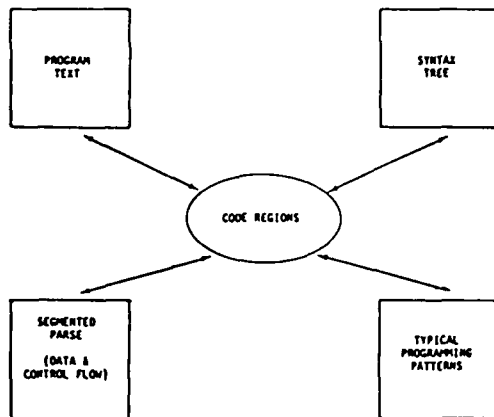 PROGRAM
TEXT
SYNTAX
TREE
CODE REGIONS
SEGMENTED
PARSE
(DATA &
CONTROL FLOW)
TYPICAL
PROGRAMMING
PATTERNS